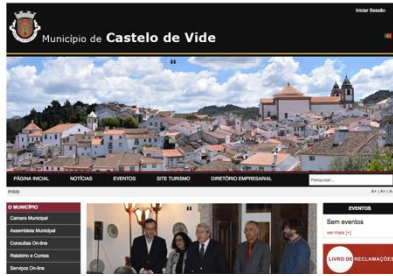 Iniciar Sessão
Município de Castelo de Vide
"
PÁGINA INICIAL NOTÍCIAS EVENTOS SITE TURISMO DIRETÓRIO EMPRESARIAL Pesquisar...
Início A+ | A- | A
O MUNICÍPIO
Camara Municipal
Assembleia Municipal
Consultas On-line
Relatório e Contas
Serviços On-line
"
EVENTOS
Sem eventos
ver mais [+]
LIVRO DE RECLAMAÇÕES